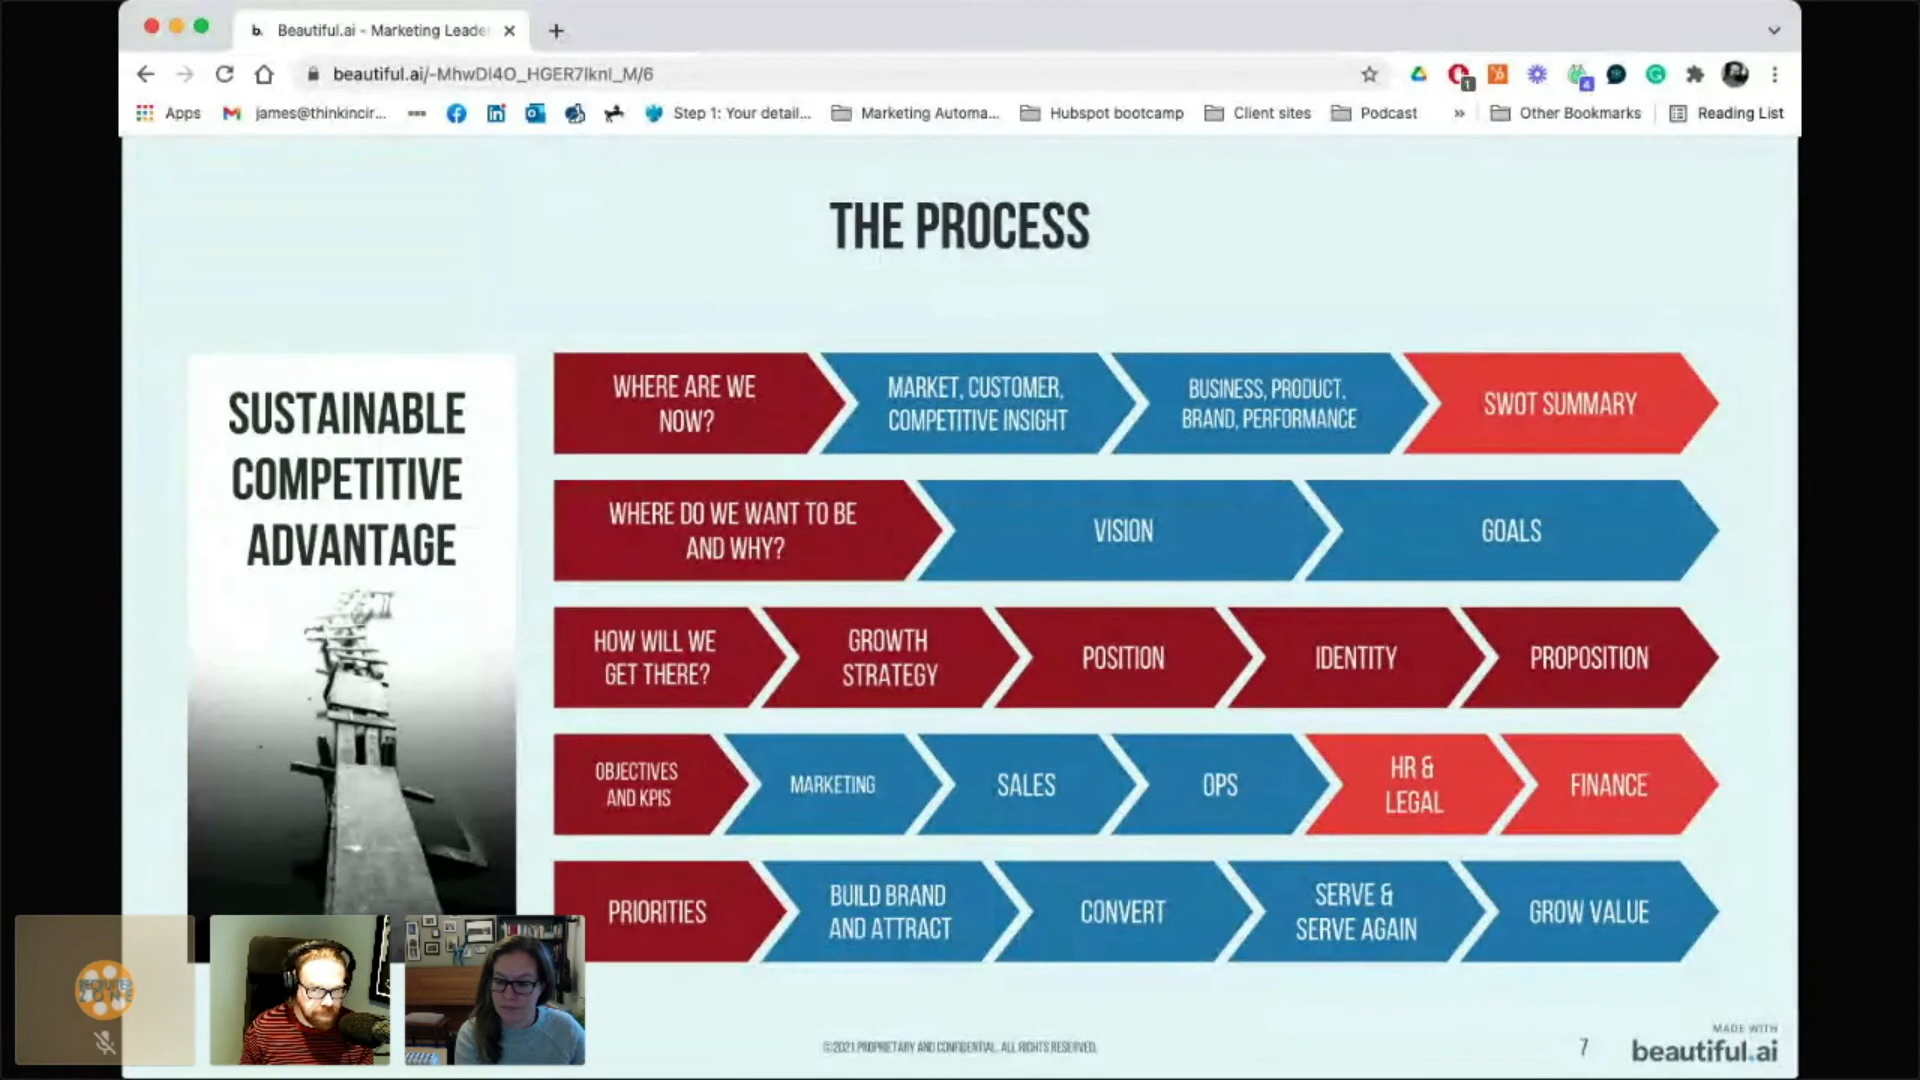 Beautiful.ai - Marketing Leade
beautiful.ai/-MhwDI4O_HGER7lknl_M/6
Apps
james@thinkincir...
Step 1: Your detail...
Marketing Automa...
Hubspot bootcamp
Client sites
Podcast
Other Bookmarks
Reading List
THE PROCESS
SUSTAINABLE
COMPETITIVE
ADVANTAGE
WHERE ARE WE
NOW?
MARKET, CUSTOMER,
COMPETITIVE INSIGHT
BUSINESS, PRODUCT,
BRAND, PERFORMANCE
SWOT SUMMARY
WHERE DO WE WANT TO BE
AND WHY?
VISION
GOALS
HOW WILL WE
GET THERE?
GROWTH
STRATEGY
POSITION
IDENTITY
PROPOSITION
OBJECTIVES
AND KPIS
MARKETING
SALES
OPS
HR &
LEGAL
FINANCE
PRIORITIES
BUILD BRAND
AND ATTRACT
CONVERT
SERVE &
SERVE AGAIN
GROW VALUE
©2021 PROPRIETARY AND CONFIDENTIAL. ALL RIGHTS RESERVED.
7
MADE WITH
beautiful.ai
ZONE